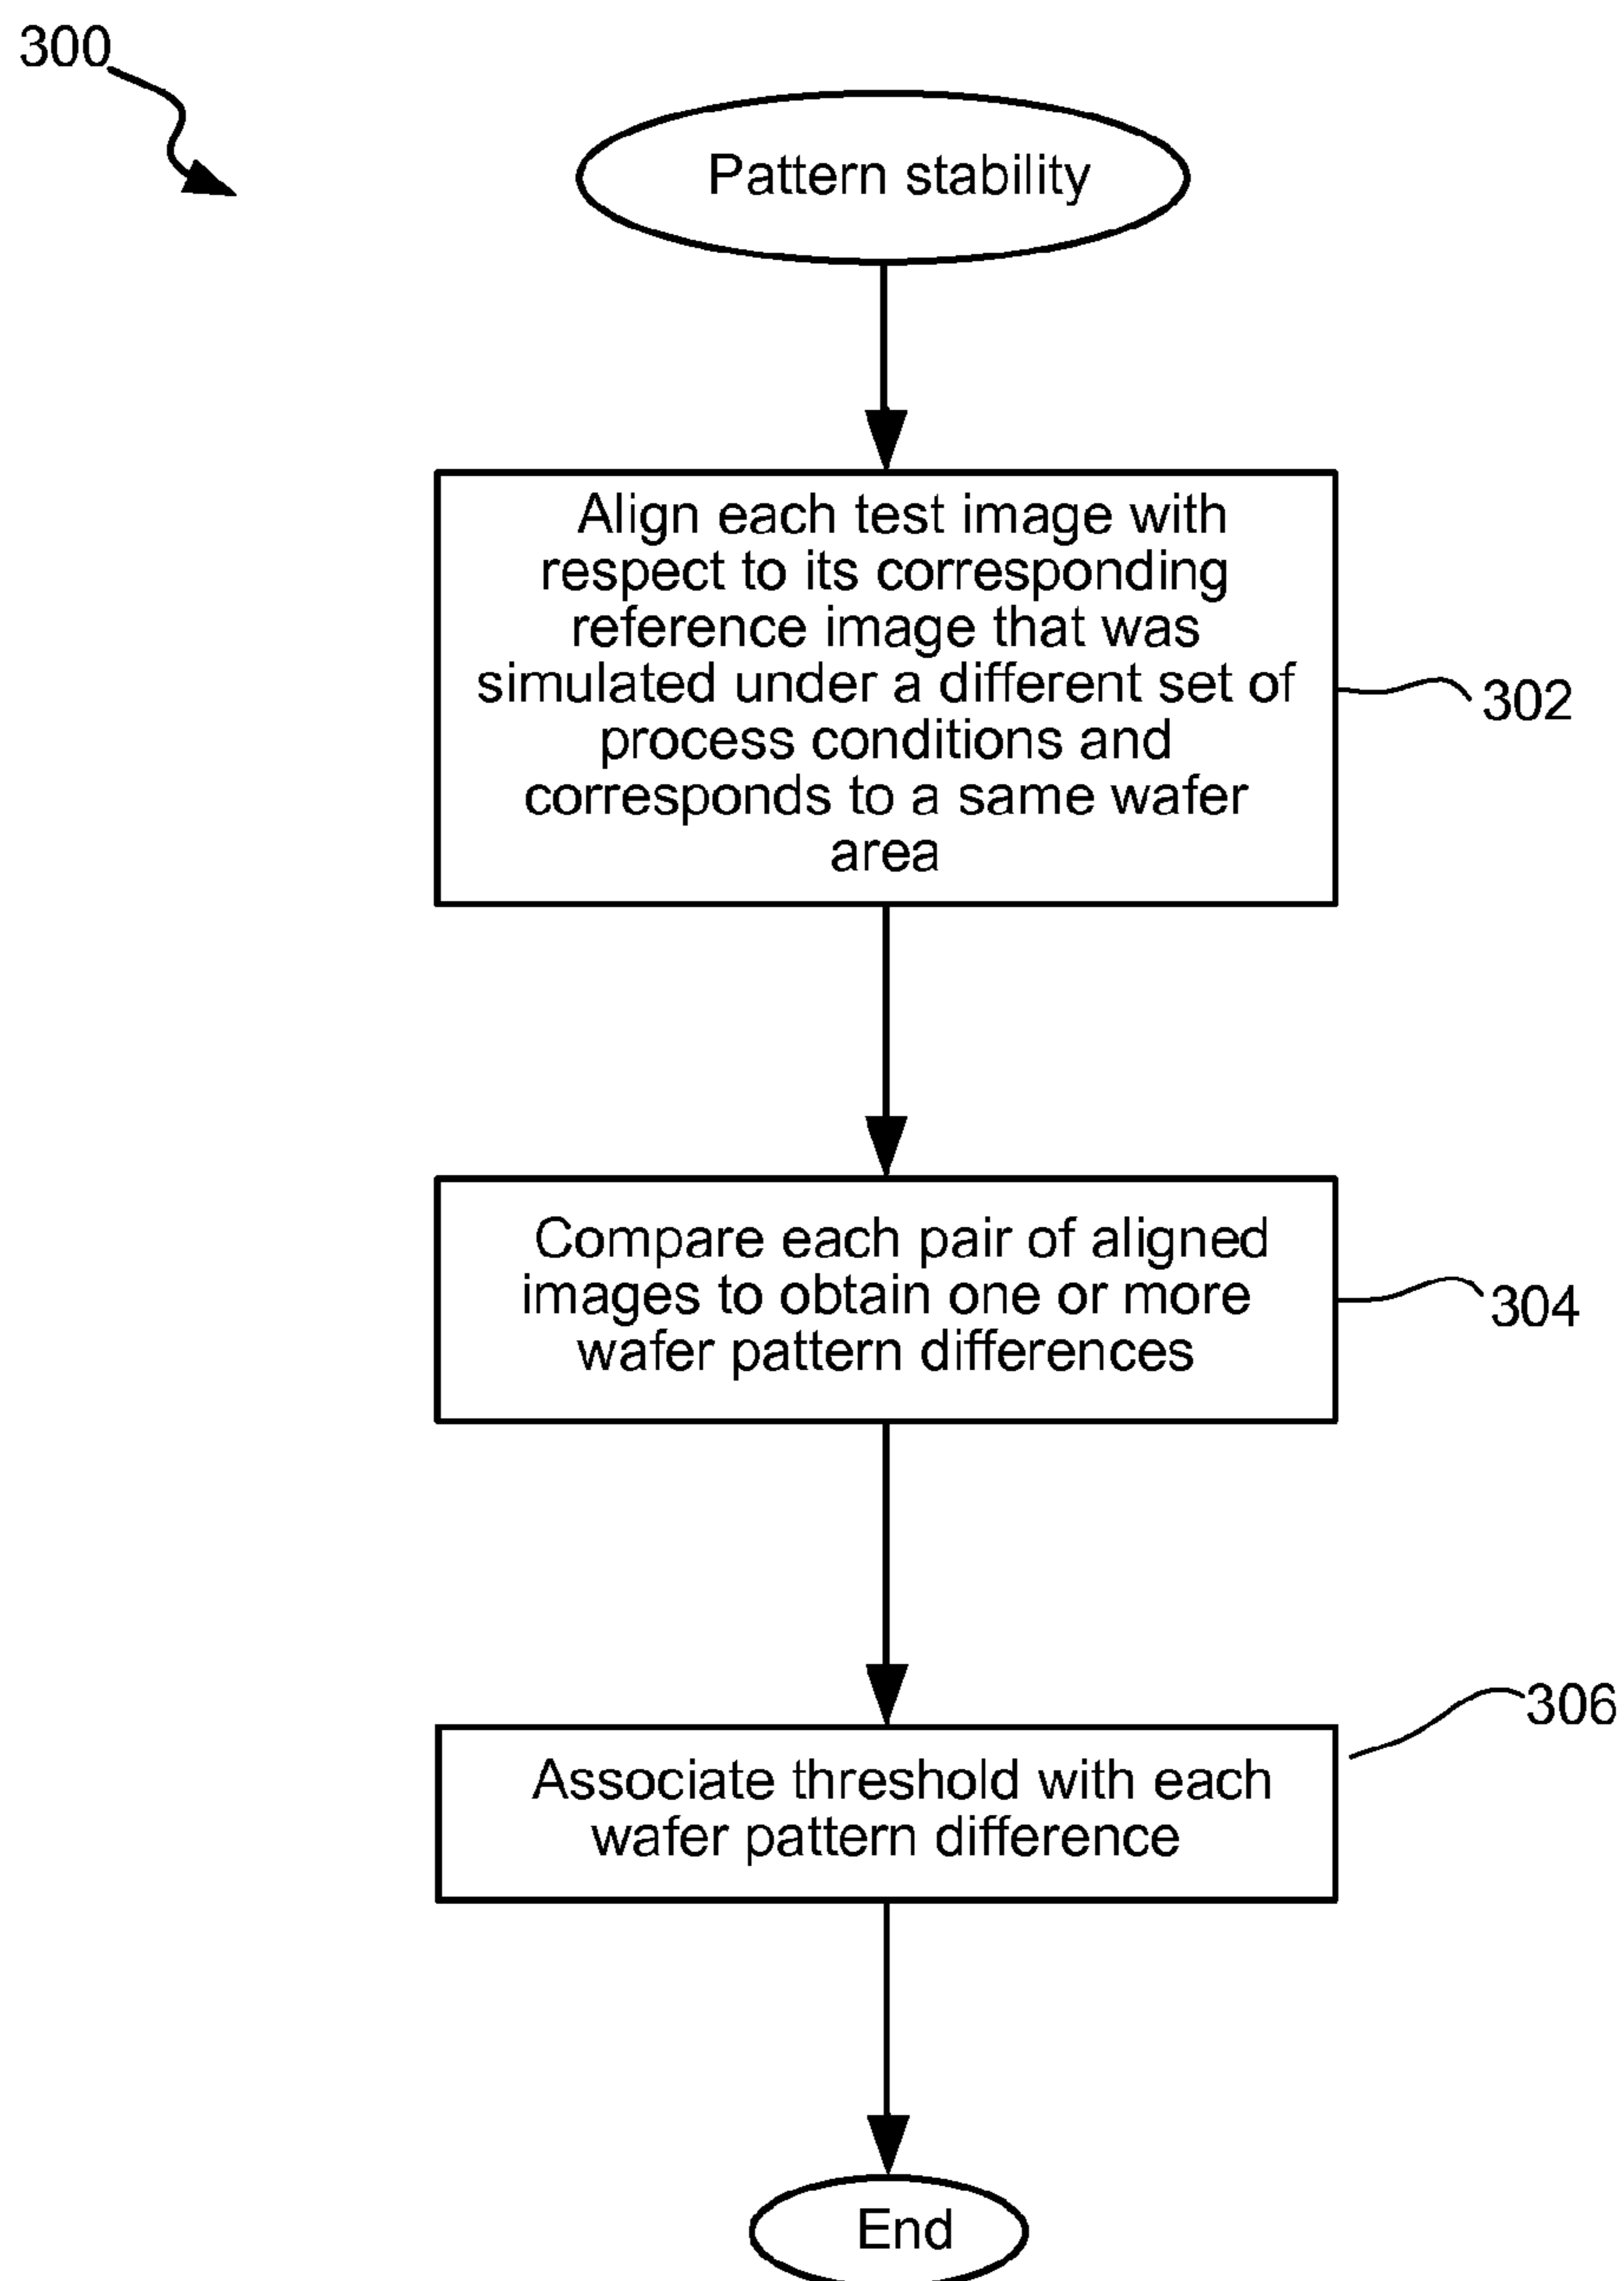 300
Pattern stability
Align each test image with
respect to its corresponding
reference image that was
simulated under a different set of
process conditions and
corresponds to a same wafer
area
302
Compare each pair of aligned
images to obtain one or more
wafer pattern differences
304
306
Associate threshold with each
wafer pattern difference
End